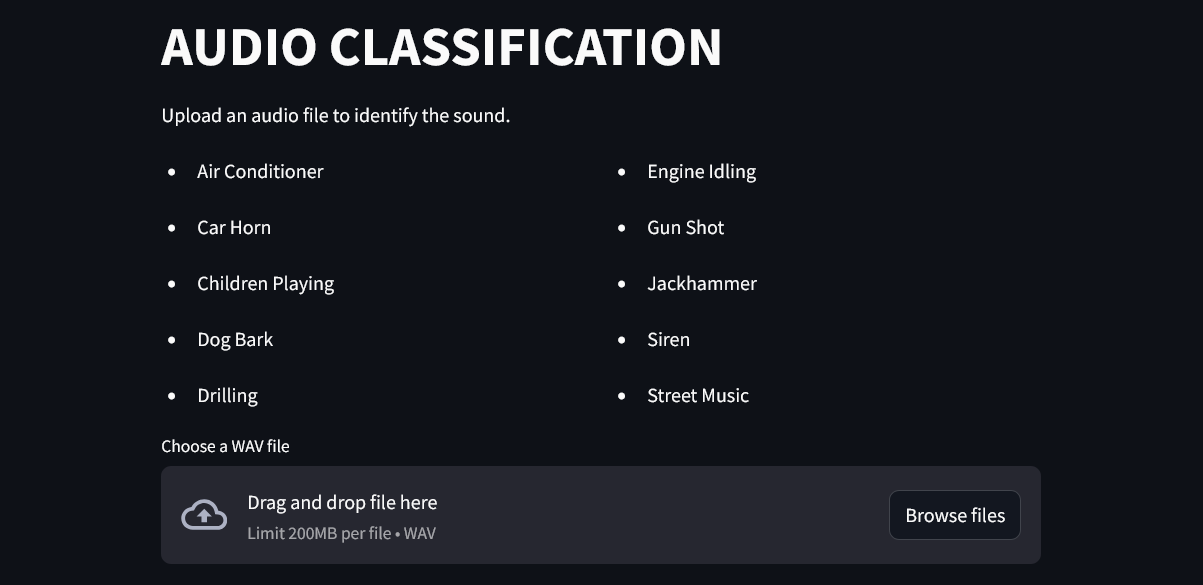 AUDIO CLASSIFICATION
Upload an audio file to identify the sound.
• Air Conditioner
• Car Horn
• Children Playing
• Dog Bark
• Drilling
• Engine Idling
• Gun Shot
• Jackhammer
• Siren
• Street Music
Choose a WAV file
Drag and drop file here
Limit 200MB per file • WAV
Browse files